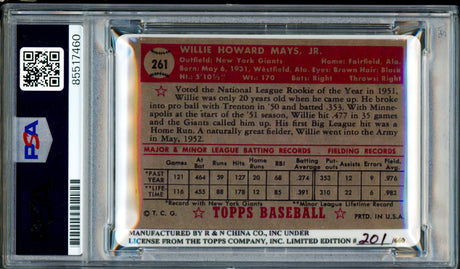 WILLIE HOWARD MAYS, JR.
261
Outfield: New York Giants Home: Fairfield, Ala.
Born: May 6, 1931, Westfield, Ala. Eyes: Brown Hair: Black
Ht.: 5'10½" Wt.: 170 Bats: Right Throws: Right
★ Voted the National League Rookie of the Year in 1951, ★
Willie was only 20 years old when he came up. He broke
into pro ball with Trenton in '50 and batted .353. With Minne-
apolis at the start of the '51 season, Willie hit .477 in 35 games
and the Giants called him up. His first Big League hit was a
Home Run. A naturally great fielder, Willie went into the Army
in May, 1952.
MAJOR & MINOR LEAGUE BATTING RECORD FIELDING RECORDS
Games At Bat Runs Hits Home Runs RBI Batting Average Put-outs Assists Errors Field. Avg.
*PAST YEAR 121 464 59 127 20 68 .274 353 12 9 .976
**LIFE-TIME 116 455 88 12 85 .391 22 6 .982
*Record with New York Giants **Minor League Lifetime Record
© T. C. G. ★ TOPPS BASEBALL ★ PRTD. IN U.S.A.
MANUFACTURED BY R & N CHINA CO., INC UNDER
LICENSE FROM THE TOPPS COMPANY, INC. LIMITED EDITION # 201
85517460
PSA